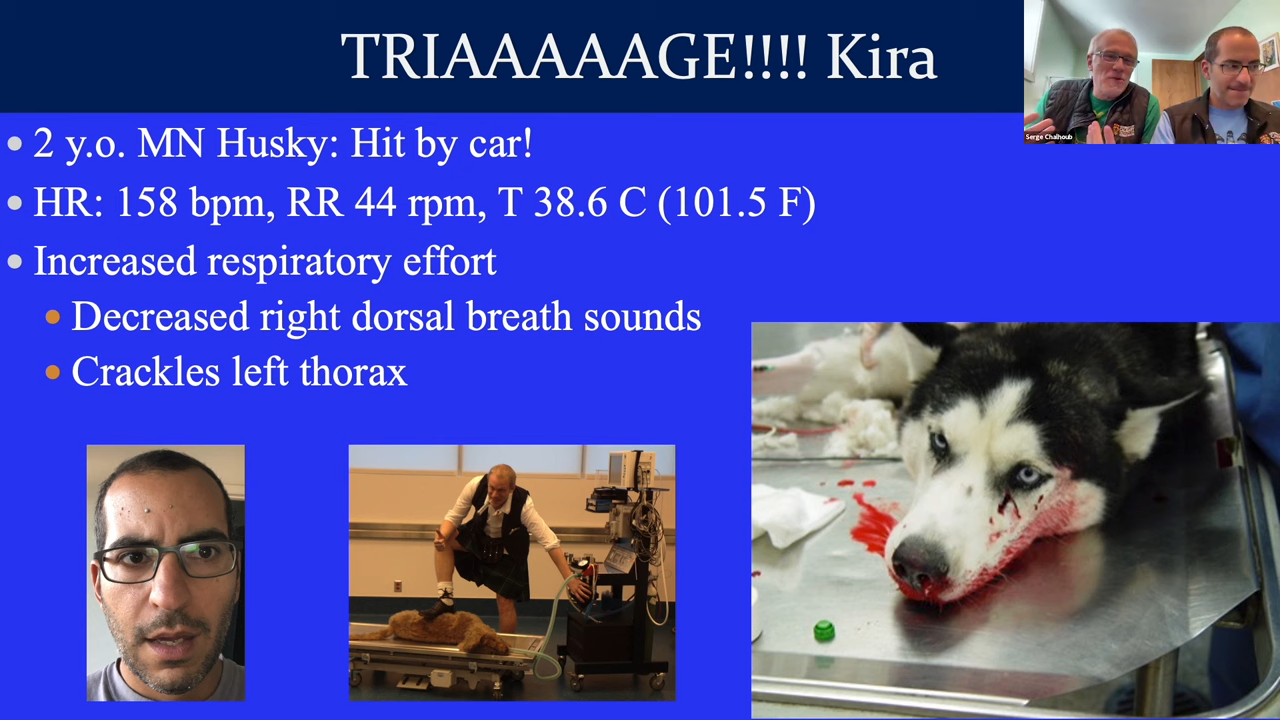 TRIAAAAAGE!!!! Kira
2 y.o. MN Husky: Hit by car!
HR: 158 bpm, RR 44 rpm, T 38.6 C (101.5 F)
Increased respiratory effort
Decreased right dorsal breath sounds
Crackles left thorax
Serge Chalhoub